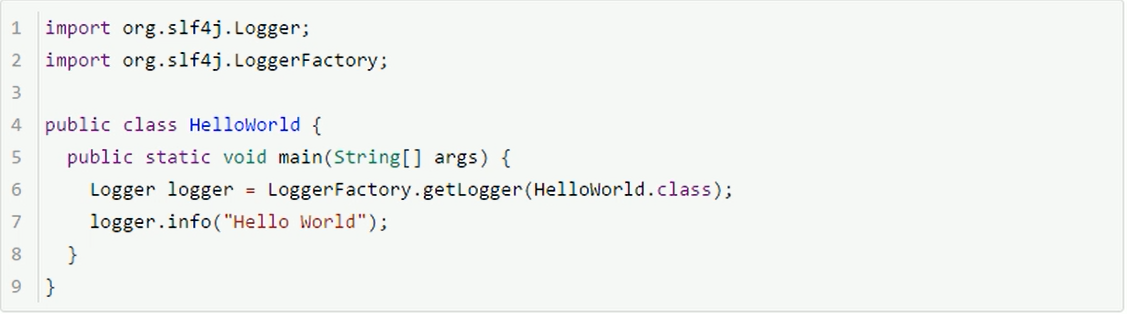 1 import org.slf4j.Logger;
2 import org.slf4j.LoggerFactory;
3
4 public class HelloWorld {
5   public static void main(String[] args) {
6     Logger logger = LoggerFactory.getLogger(HelloWorld.class);
7     logger.info("Hello World");
8   }
9 }